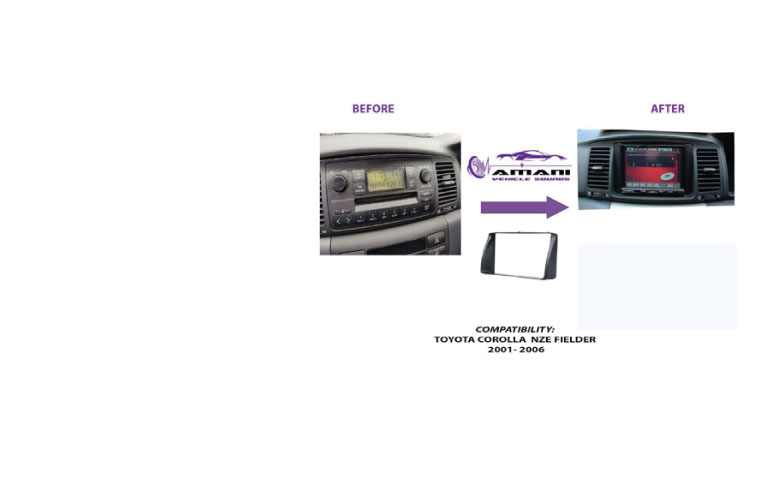 BEFORE
AFTER
AMANI
VEHICLE SOUNDS
COMPATIBILITY:
TOYOTA COROLLA NZE FIELDER
2001- 2006